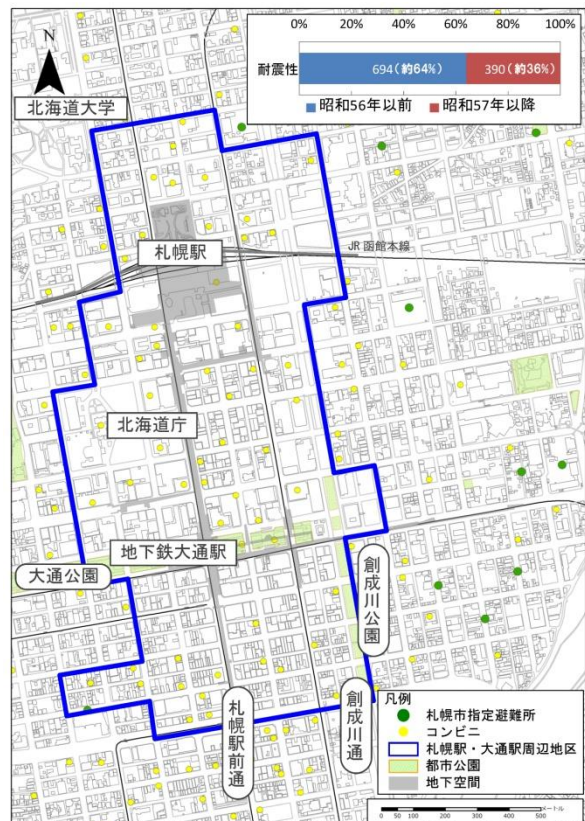 0% 20% 40% 60% 80% 100%
耐震性 694(約64%) 390(約36%)
昭和56年以前 昭和57年以降
N
北海道大学
札幌駅
JR 函館本線
北海道庁
地下鉄大通駅
大通公園
創成川公園
札幌駅前通
創成川通
凡例
札幌市指定避難所
コンビニ
札幌駅・大通駅周辺地区
都市公園
地下空間
0 50 100 200 300 400 500 メートル